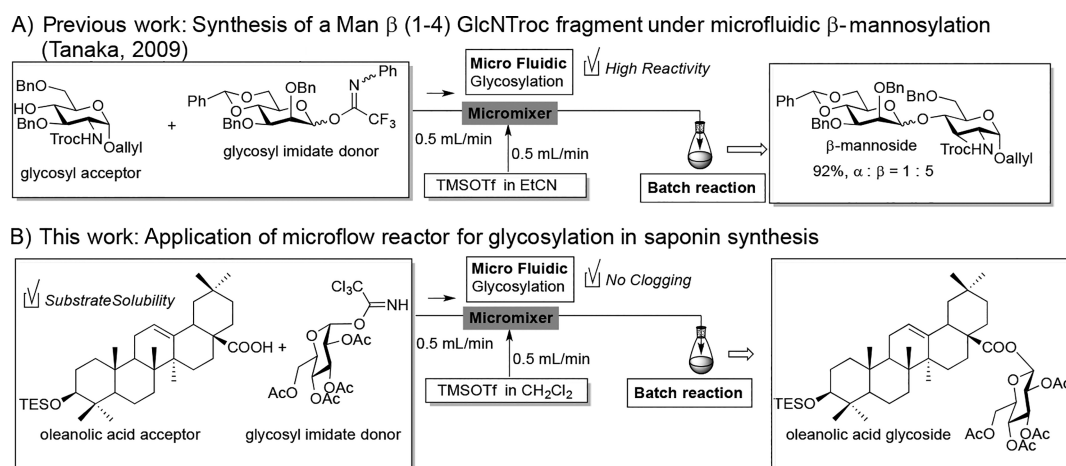 A) Previous work: Synthesis of a Man β (1-4) GlcNTroc fragment under microfluidic β-mannosylation
(Tanaka, 2009)
BnO
HO
BnO
TrocHN
Oallyl
O
glycosyl acceptor
+
Ph
O
O
BnO
OBn
O
O
N
Ph
CF3
glycosyl imidate donor
Micro Fluidic
Glycosylation
High Reactivity
Micromixer
0.5 mL/min
0.5 mL/min
TMSOTf in EtCN
Batch reaction
Ph
O
O
BnO
OBn
O
O
BnO
O
TrocHN
Oallyl
β-mannoside
92%, α : β = 1 : 5
B) This work: Application of microflow reactor for glycosylation in saponin synthesis
SubstrateSolubility
COOH
TESO
oleanolic acid acceptor
+
Cl3C
NH
O
O
OAc
AcO
OAc
AcO
glycosyl imidate donor
Micro Fluidic
Glycosylation
No Clogging
Micromixer
0.5 mL/min
0.5 mL/min
TMSOTf in CH2Cl2
Batch reaction
COO
TESO
O
OAc
AcO
OAc
AcO
oleanolic acid glycoside